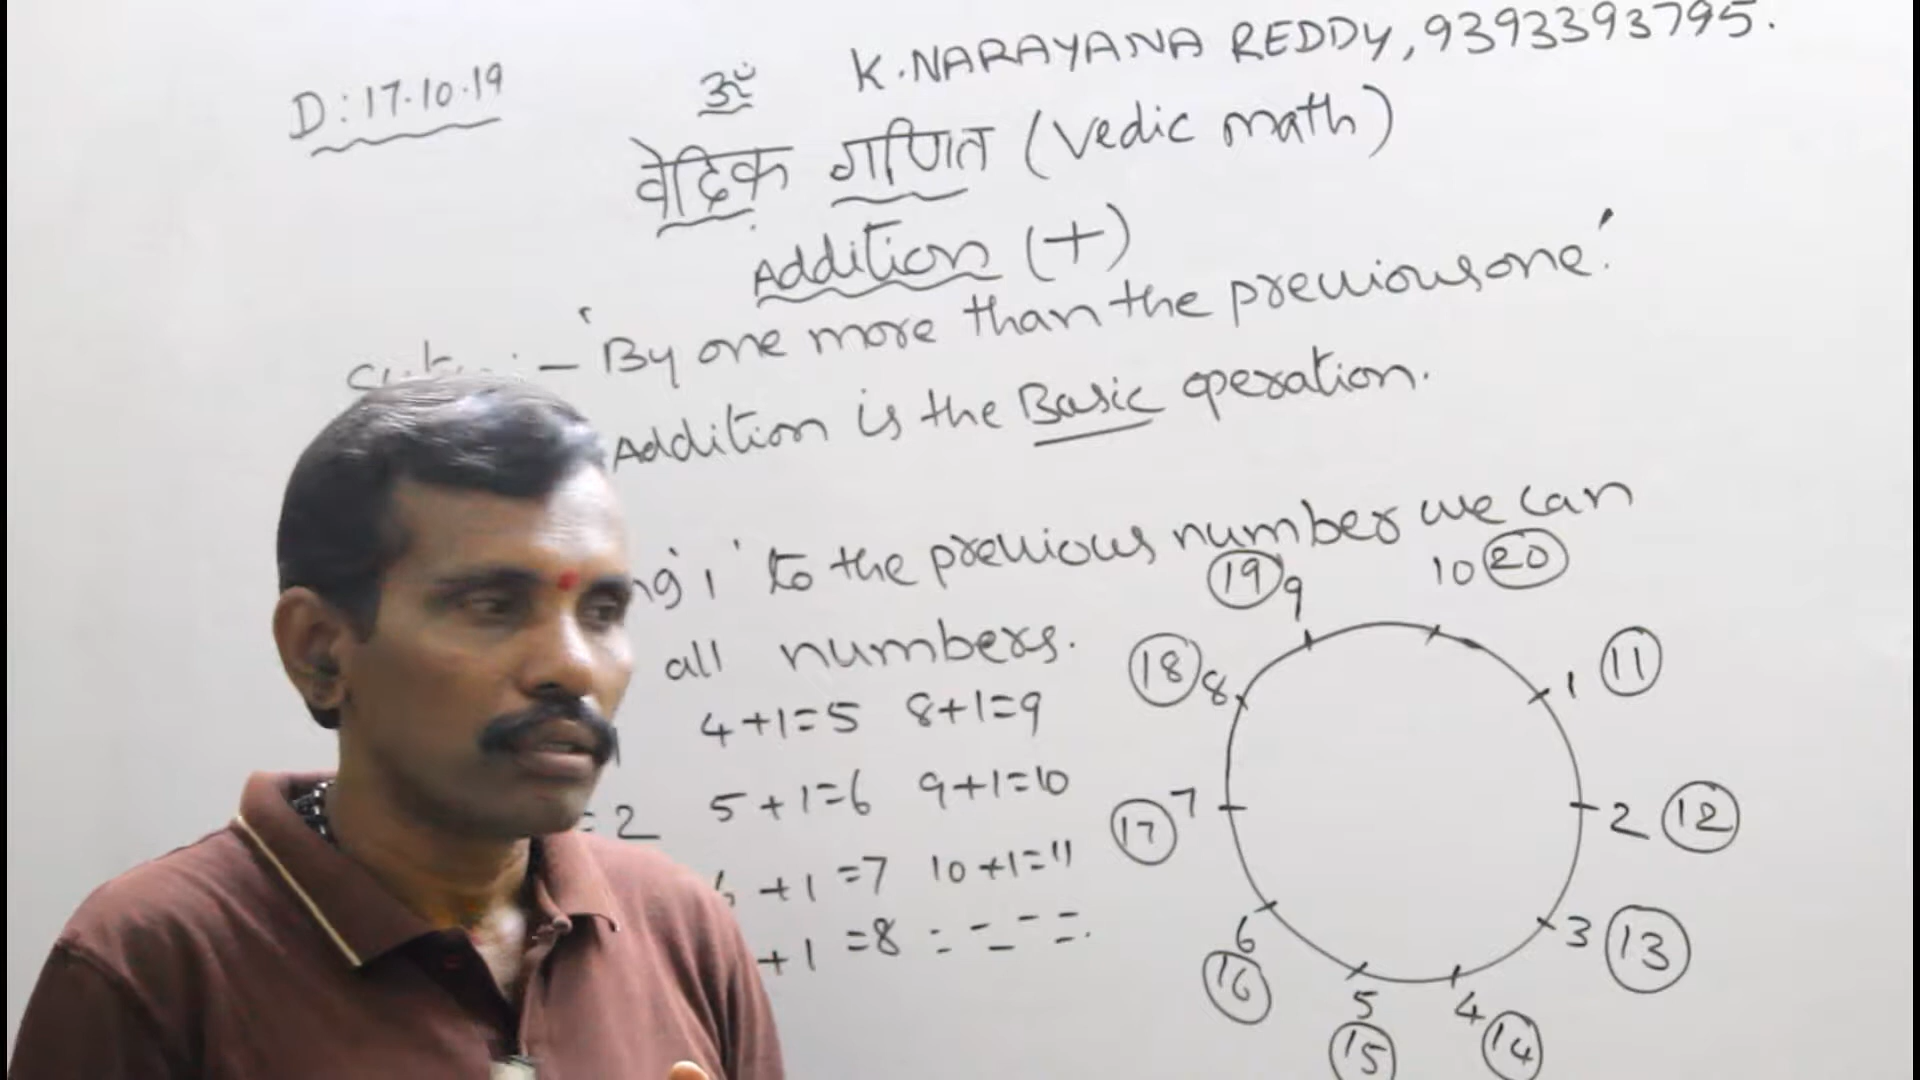 D:17.10.19
ॐ K.NARAYANA REDDY, 9393393795.
वेदिक गणित (Vedic math)
Addition (+)
- 'By one more than the previous one.'
Addition is the Basic operation.
'1' to the previous number we can
all numbers.
4+1=5 8+1=9
= 2 5+1=6 9+1=10
6 +1 =7 10+1=11
+1 =8 - - - -.
19 9
10 20
1 11
2 12
3 13
4 14
5 15
6 16
17 7
18 8